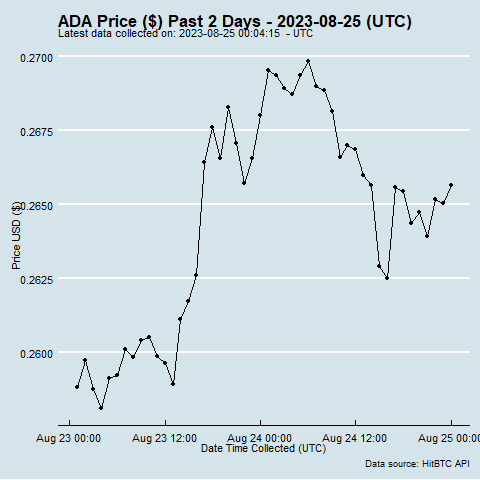 ADA Price ($) Past 2 Days - 2023-08-25 (UTC)
Latest data collected on: 2023-08-25 00:04:15 - UTC
0.2700
0.2675
0.2650
0.2625
0.2600
Price USD ($)
Aug 23 00:00
Aug 23 12:00
Aug 24 00:00
Aug 24 12:00
Aug 25 00:00
Date Time Collected (UTC)
Data source: HitBTC API